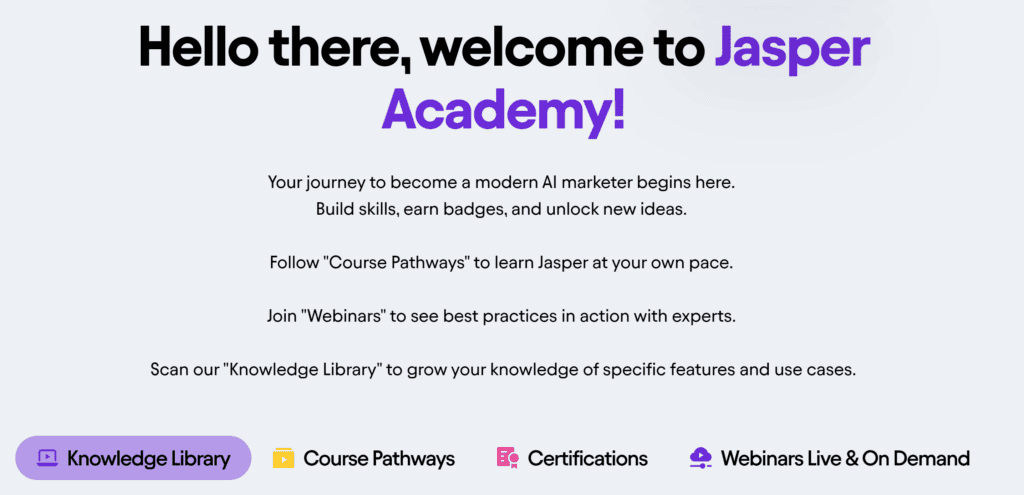 Hello there, welcome to Jasper
Academy!
Your journey to become a modern AI marketer begins here.
Build skills, earn badges, and unlock new ideas.
Follow "Course Pathways" to learn Jasper at your own pace.
Join "Webinars" to see best practices in action with experts.
Scan our "Knowledge Library" to grow your knowledge of specific features and use cases.
Knowledge Library Course Pathways Certifications Webinars Live & On Demand